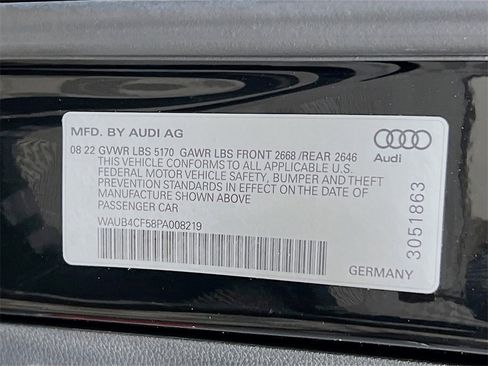 MFD. BY AUDI AG
08 22 GVWR LBS 5170 GAWR LBS FRONT 2668 /REAR 2646
THIS VEHICLE CONFORMS TO ALL APPLICABLE U.S.
FEDERAL MOTOR VEHICLE SAFETY, BUMPER AND THEFT
PREVENTION STANDARDS IN EFFECT ON THE DATE OF
MANUFACTURE SHOWN ABOVE
PASSENGER CAR
WAUB4CF58PA008219
Audi
3051863
GERMANY